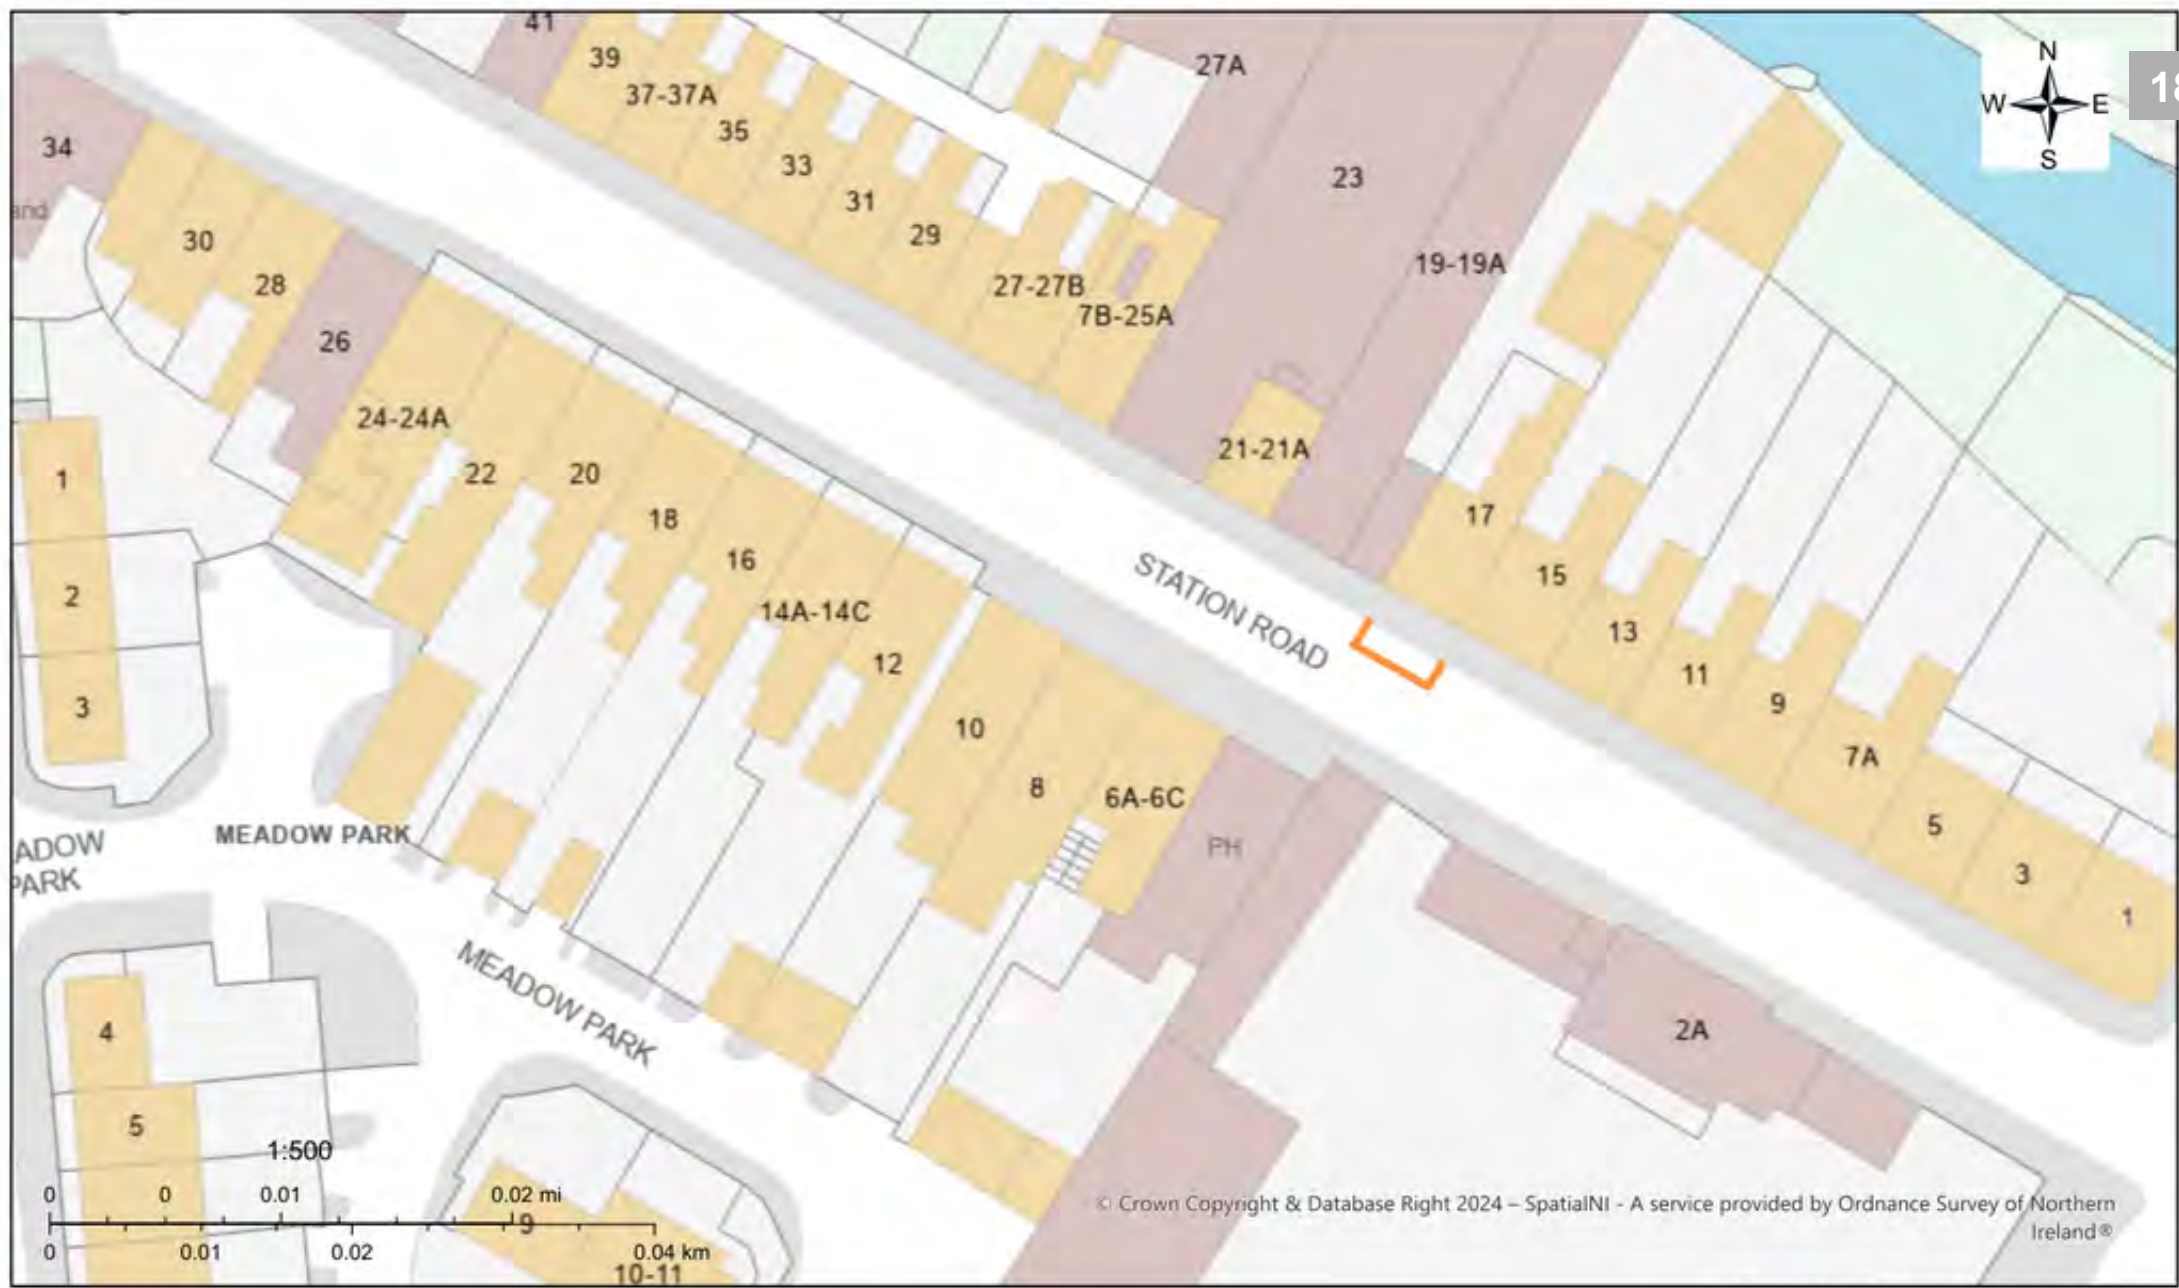 41
39
37-37A
35
33
31
29
27-27B
7B-25A
27A
23
19-19A
21-21A
N
W E
S
18
34
and
30
28
26
24-24A
22
20
18
16
14A-14C
12
10
8
6A-6C
PH
STATION ROAD
17
15
13
11
9
7A
5
3
1
2A
1
2
3
ADOW
PARK
MEADOW PARK
MEADOW PARK
4
5
9
10-11
1:500
0 0 0.01 0.02 mi
0 0.01 0.02 0.04 km
© Crown Copyright & Database Right 2024 – SpatialNI - A service provided by Ordnance Survey of Northern
Ireland®